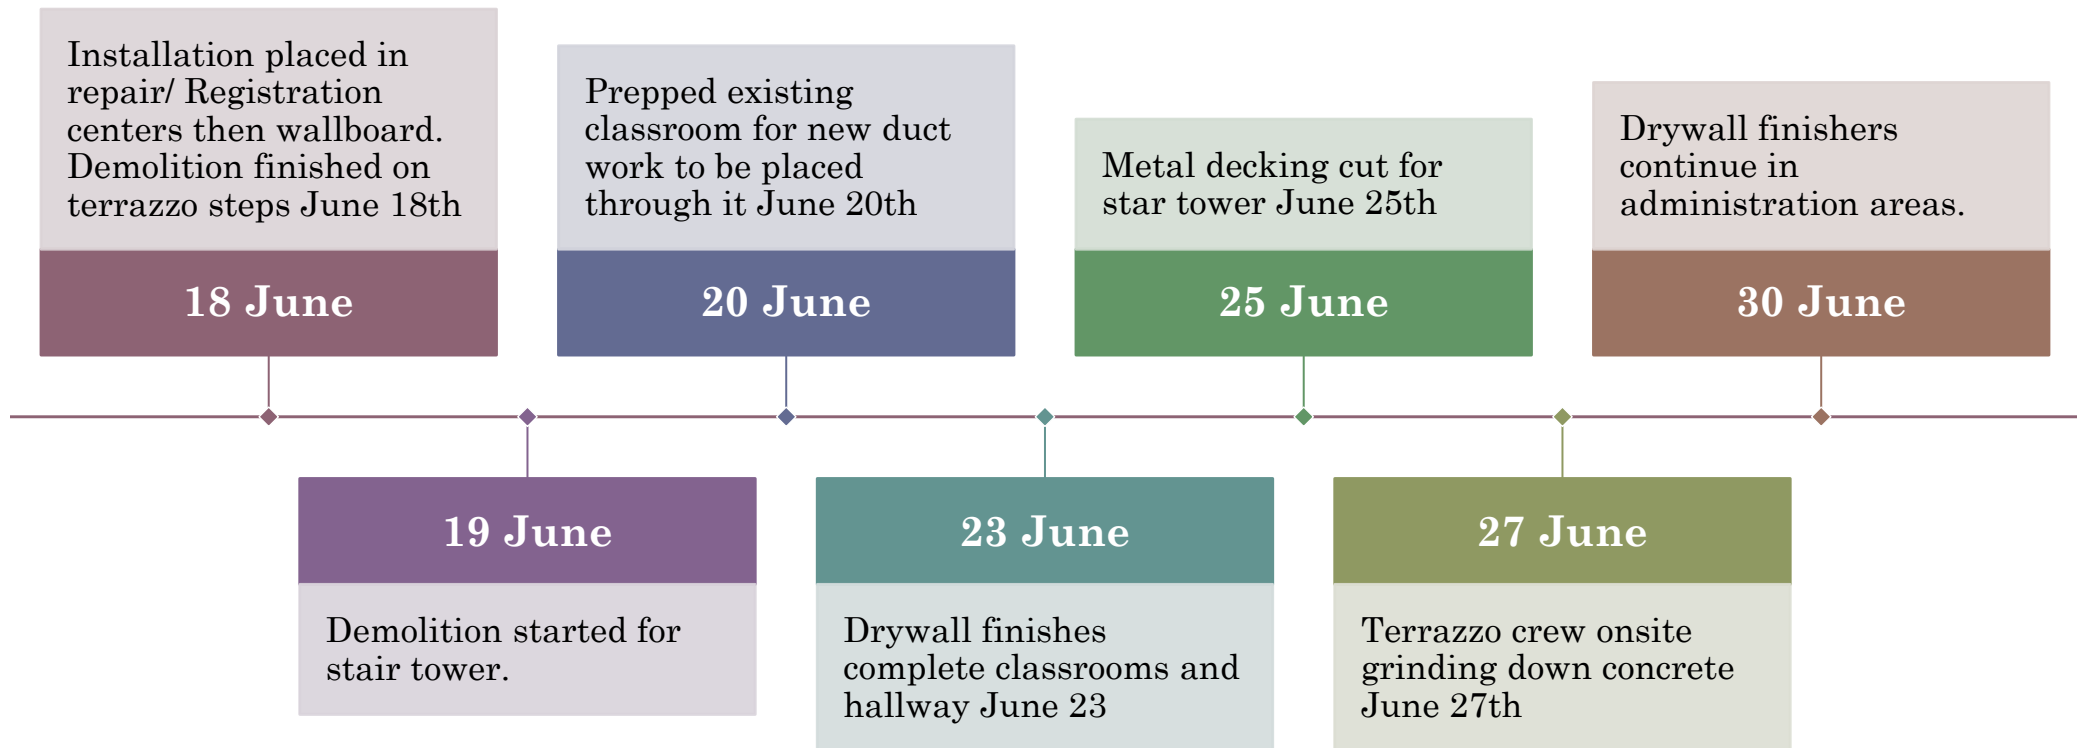 Installation placed in
repair/ Registration
centers then wallboard.
Demolition finished on
terrazzo steps June 18th
18 June
19 June
Demolition started for
stair tower.
Prepped existing
classroom for new duct
work to be placed
through it June 20th
20 June
23 June
Drywall finishes
complete classrooms and
hallway June 23
Metal decking cut for
star tower June 25th
25 June
27 June
Terrazzo crew onsite
grinding down concrete
June 27th
Drywall finishers
continue in
administration areas.
30 June